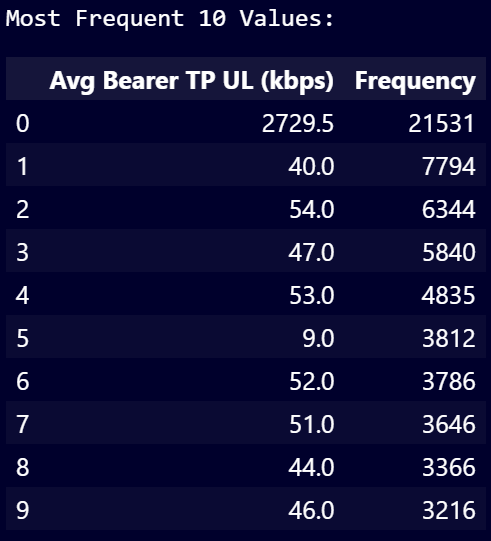 Most Frequent 10 Values:
Avg Bearer TP UL (kbps) Frequency
0 2729.5 21531
1 40.0 7794
2 54.0 6344
3 47.0 5840
4 53.0 4835
5 9.0 3812
6 52.0 3786
7 51.0 3646
8 44.0 3366
9 46.0 3216